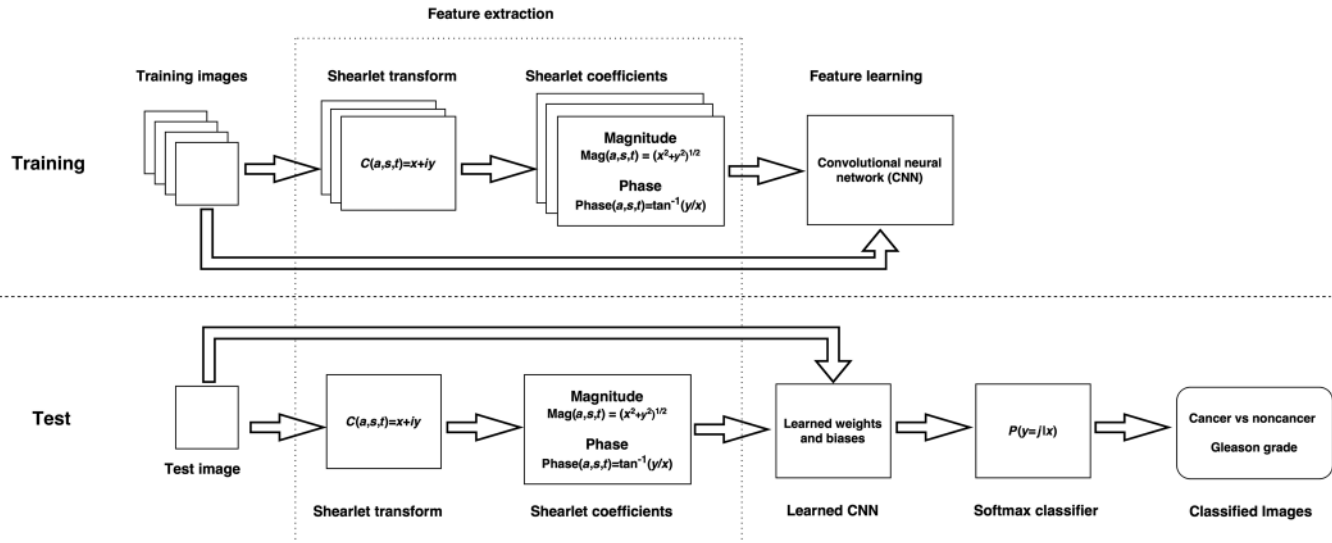 Feature extraction
Training images
Shearlet transform
Shearlet coefficients
Feature learning
Training
C(a,s,t)=x+iy
Magnitude
Mag(a,s,t) = (x²+y²)¹/²
Phase
Phase(a,s,t)=tan⁻¹(y/x)
Convolutional neural
network (CNN)
Test
Test image
C(a,s,t)=x+iy
Magnitude
Mag(a,s,t) = (x²+y²)¹/²
Phase
Phase(a,s,t)=tan⁻¹(y/x)
Learned weights
and biases
P(y=j|x)
Cancer vs noncancer
Gleason grade
Shearlet transform
Shearlet coefficients
Learned CNN
Softmax classifier
Classified Images